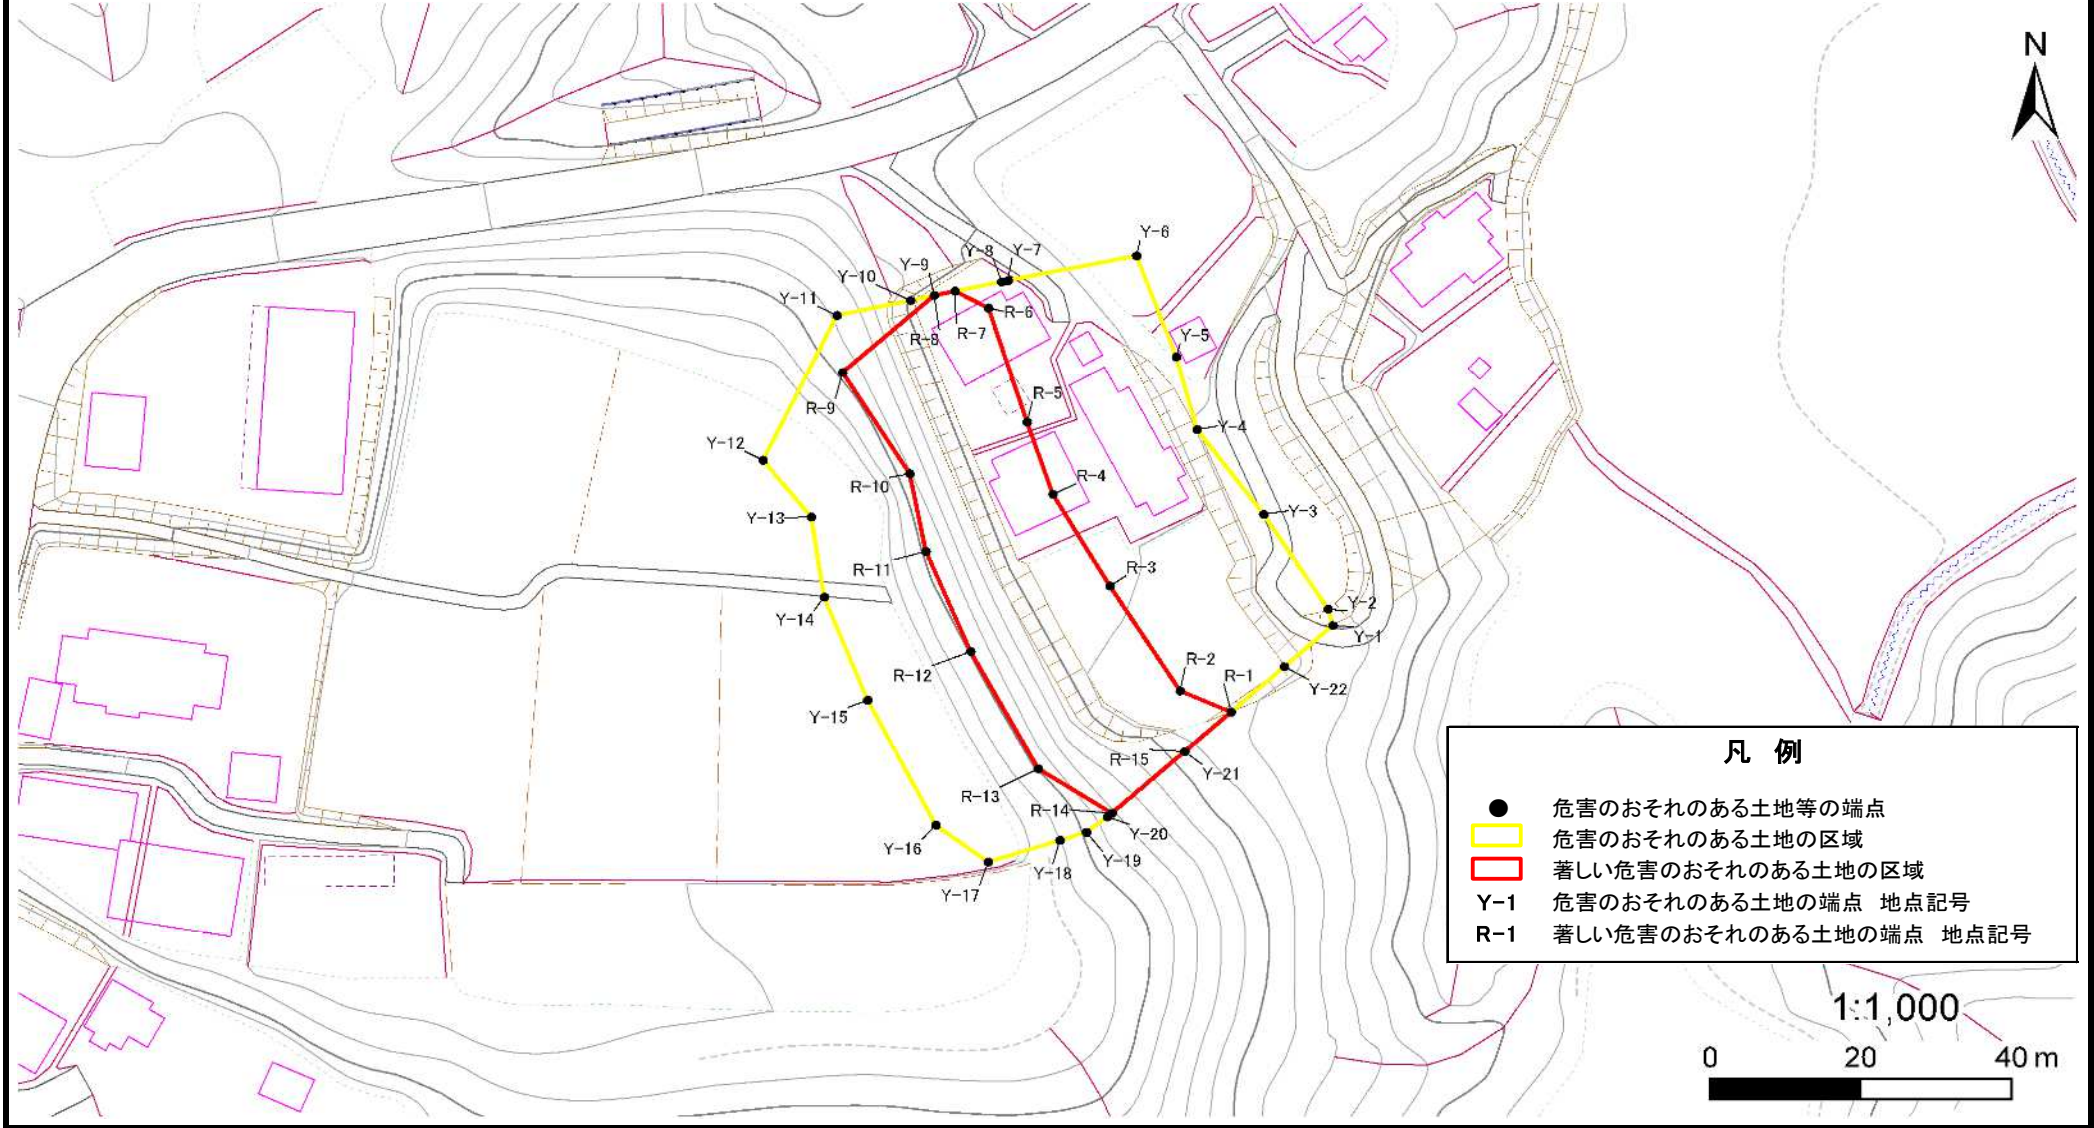 N
Y-6
Y-7
Y-8
Y-9
Y-10
Y-11
R-6
R-7
R-8
Y-5
R-9
R-5
Y-4
Y-12
R-4
R-10
Y-3
Y-13
R-11
R-3
Y-2
Y-14
Y-1
R-12
R-2
R-1
Y-22
Y-15
R-15
Y-21
R-13
R-14
Y-20
Y-16
Y-19
Y-18
Y-17
凡 例
危害のおそれのある土地等の端点
危害のおそれのある土地の区域
著しい危害のおそれのある土地の区域
Y-1 危害のおそれのある土地の端点 地点記号
R-1 著しい危害のおそれのある土地の端点 地点記号
1:1,000
0 20 40 m